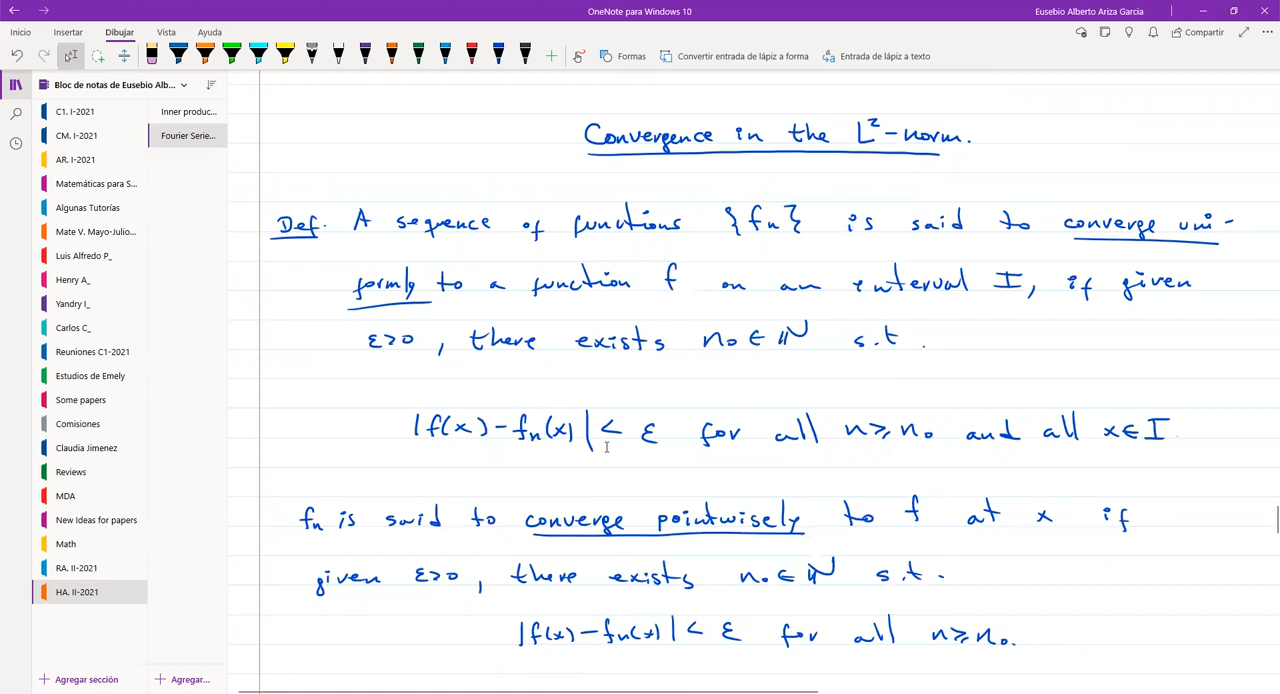 OneNote para Windows 10
Eusebio Alberto Ariza Garcia
Inicio Insertar Dibujar Vista Ayuda
Compartir
Formas Convertir entrada de lápiz a forma Entrada de lápiz a texto
Bloc de notas de Eusebio Alb...
C1. I-2021
CM. I-2021
AR. I-2021
Matemáticas para S...
Algunas Tutorías
Mate V. Mayo-Julio...
Luis Alfredo P_
Henry A_
Yandry I_
Carlos C_
Reuniones C1-2021
Estudios de Emely
Some papers
Comisiones
Claudia Jimenez
Reviews
MDA
New Ideas for papers
Math
RA. II-2021
HA. II-2021
Agregar sección
Inner produc...
Fourier Serie...
Agregar...
Convergence in the L²-norm.
Def. A sequence of functions {fn} is said to converge uni-
formly to a function f on an interval I, if given
ε>0, there exists n₀ ∈ ℕ s.t.
|f(x)-fn(x)| < ε for all n⩾n₀ and all x∈I
fn is said to converge pointwisely to f at x if
given ε>0, there exists n₀ ∈ ℕ s.t.
|f(x)-fn(x)| < ε for all n⩾n₀.